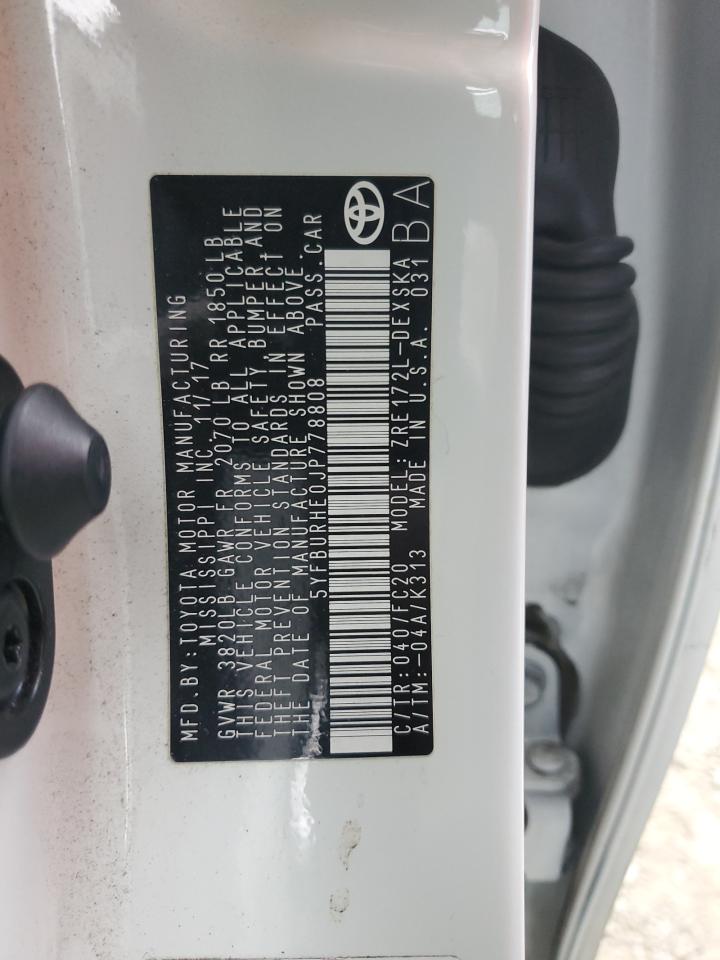 MFD.BY:TOYOTA MOTOR MANUFACTURING
MISSISSIPPI INC. 11/17
GVWR 3820LB GAWR FR 2070 LB RR 1850 LB
THIS VEHICLE CONFORMS TO ALL APPLICABLE
FEDERAL MOTOR VEHICLE SAFETY, BUMPER, AND
THEFT PREVENTION STANDARDS IN EFFECT ON
THE DATE OF MANUFACTURE SHOWN ABOVE.
5YFBURHE0JP778808 PASS.CAR
C/TR:040/FC20 MODEL:ZRE172L-DEXSKA
A/TM:-04A/K313 MADE IN U.S.A. 031 BA